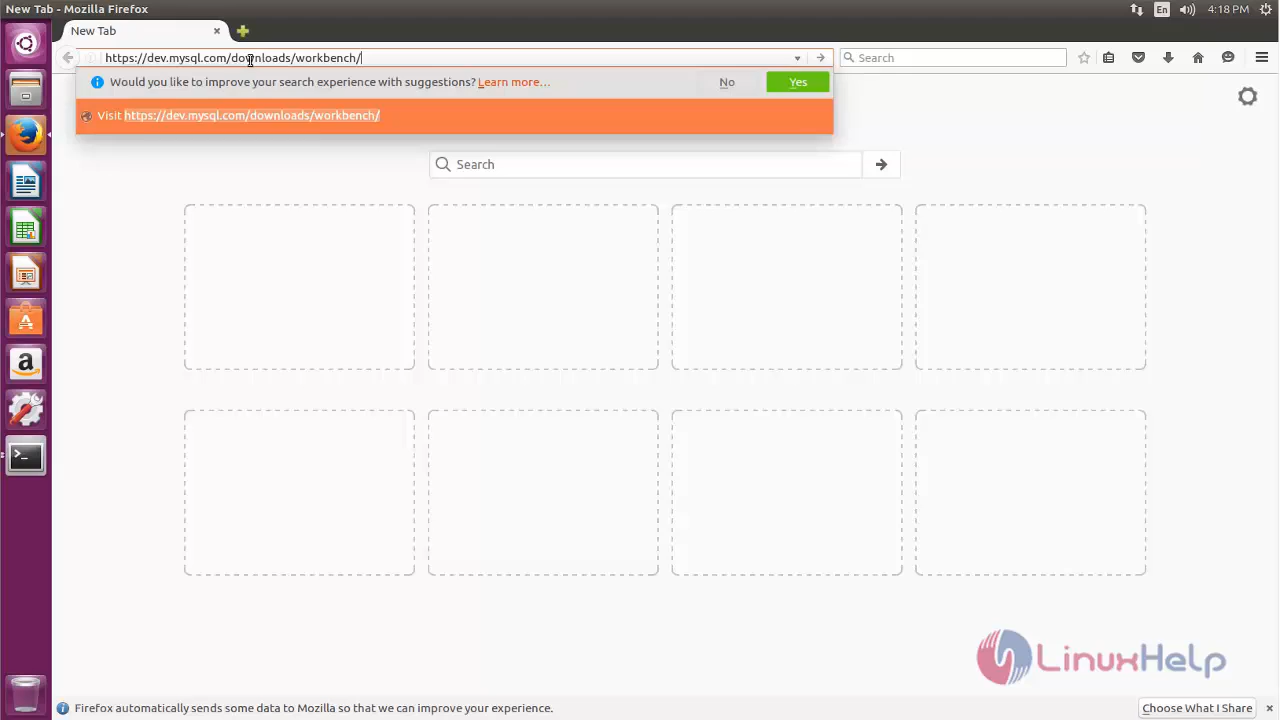 New Tab - Mozilla Firefox
En
4:18 PM
New Tab
https://dev.mysql.com/downloads/workbench/
Search
Would you like to improve your search experience with suggestions? Learn more…
No
Yes
Visit https://dev.mysql.com/downloads/workbench/
Search
LinuxHelp
Firefox automatically sends some data to Mozilla so that we can improve your experience.
Choose What I Share